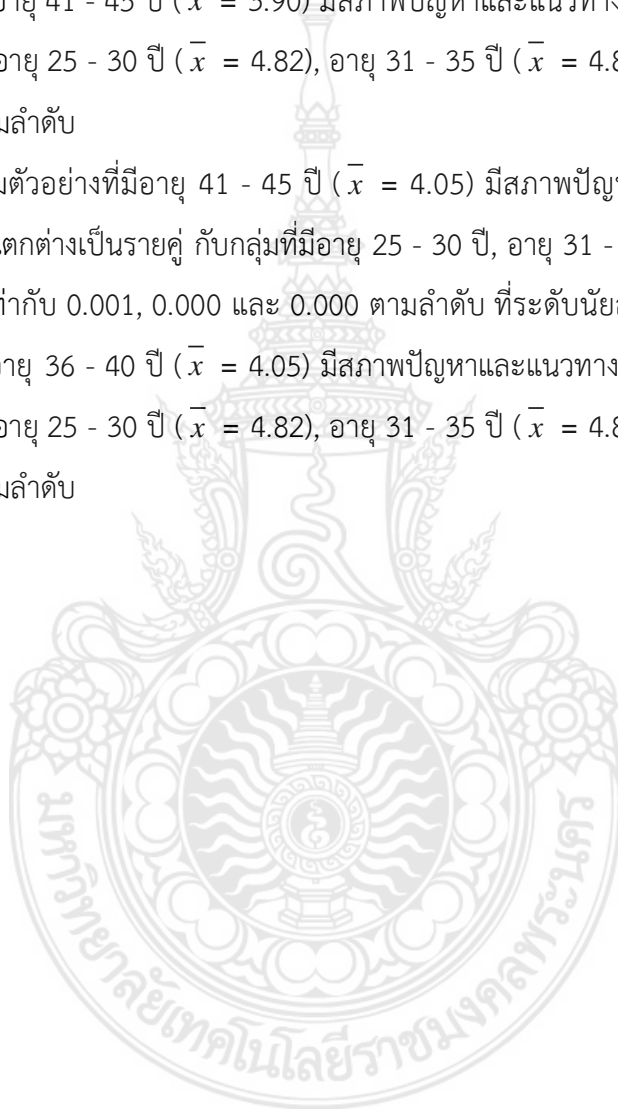 อายุ 41 - 45 ปี ( x̄ = 3.90) มีสภาพปัญหาและแนวทาง
อายุ 25 - 30 ปี ( x̄ = 4.82), อายุ 31 - 35 ปี ( x̄ = 4.8
มลำดับ
มตัวอย่างที่มีอายุ 41 - 45 ปี ( x̄ = 4.05) มีสภาพปัญ
แตกต่างเป็นรายคู่ กับกลุ่มที่มีอายุ 25 - 30 ปี, อายุ 31 -
ท่ากับ 0.001, 0.000 และ 0.000 ตามลำดับ ที่ระดับนัย
อายุ 36 - 40 ปี ( x̄ = 4.05) มีสภาพปัญหาและแนวทาง
อายุ 25 - 30 ปี ( x̄ = 4.82), อายุ 31 - 35 ปี ( x̄ = 4.8
มลำดับ
มหาวิทยาลัยเทคโนโลยีราชมงคลพระนคร